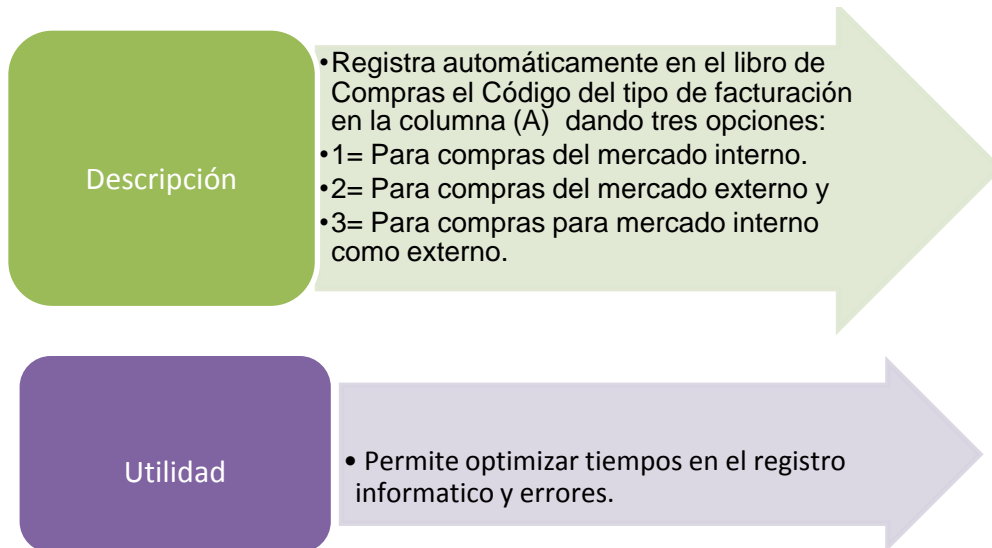 Descripción
•Registra automáticamente en el libro de
Compras el Código del tipo de facturación
en la columna (A) dando tres opciones:
•1= Para compras del mercado interno.
•2= Para compras del mercado externo y
•3= Para compras para mercado interno
como externo.
Utilidad
• Permite optimizar tiempos en el registro
informatico y errores.